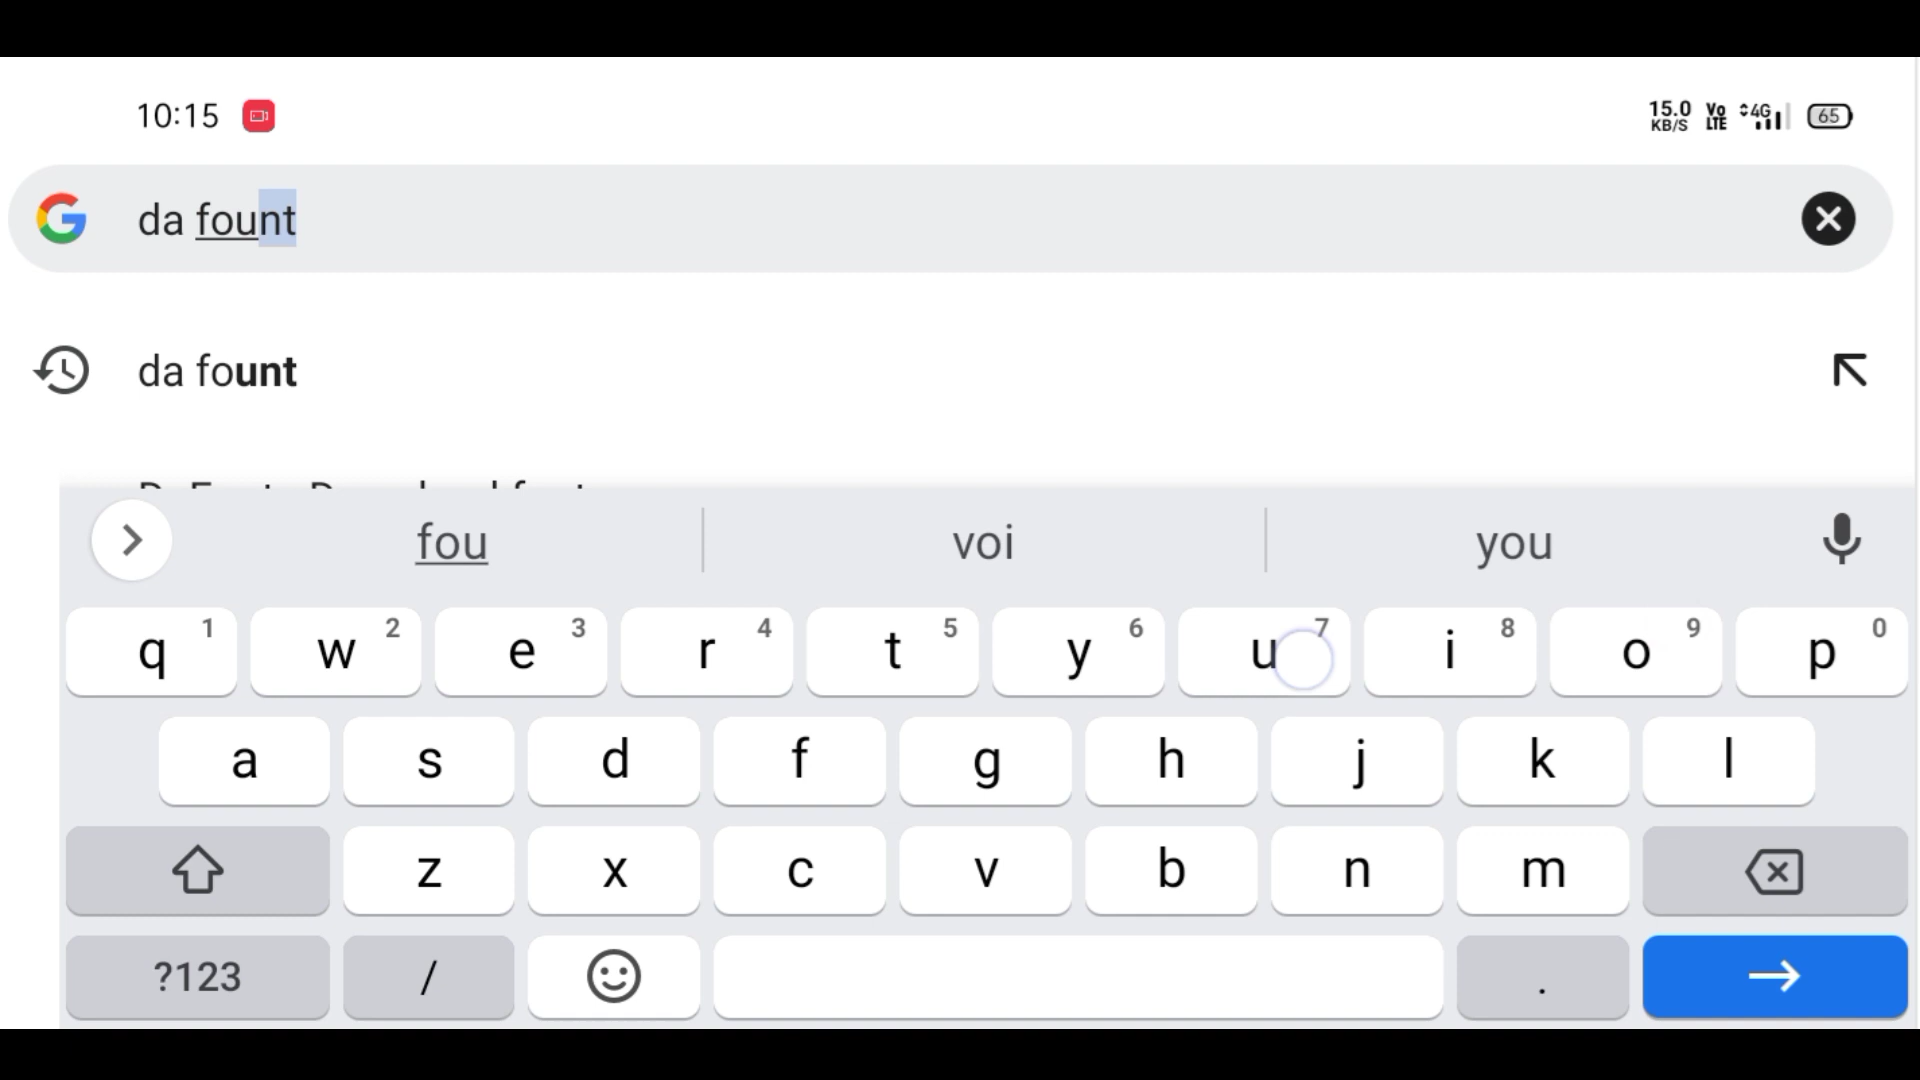 10:15
15.0 KB/S Vo LTE 4G 65
da fount
da fount
fou voi you
q 1 w 2 e 3 r 4 t 5 y 6 u 7 i 8 o 9 p 0
a s d f g h j k l
z x c v b n m
?123 / .